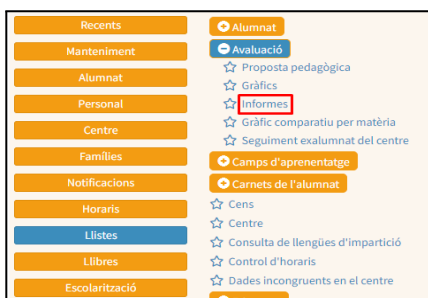 Recents
Manteniment
Alumnat
Personal
Centre
Famílies
Notificacions
Horaris
Llistes
Llibres
Escolarització
Alumnat
Avaluació
Proposta pedagògica
Gràfics
Informes
Gràfic comparatiu per matèria
Seguiment exalumnat del centre
Camps d'aprenentatge
Carnets de l'alumnat
Cens
Centre
Consulta de llengües d'impartició
Control d'horaris
Dades incongruents en el centre